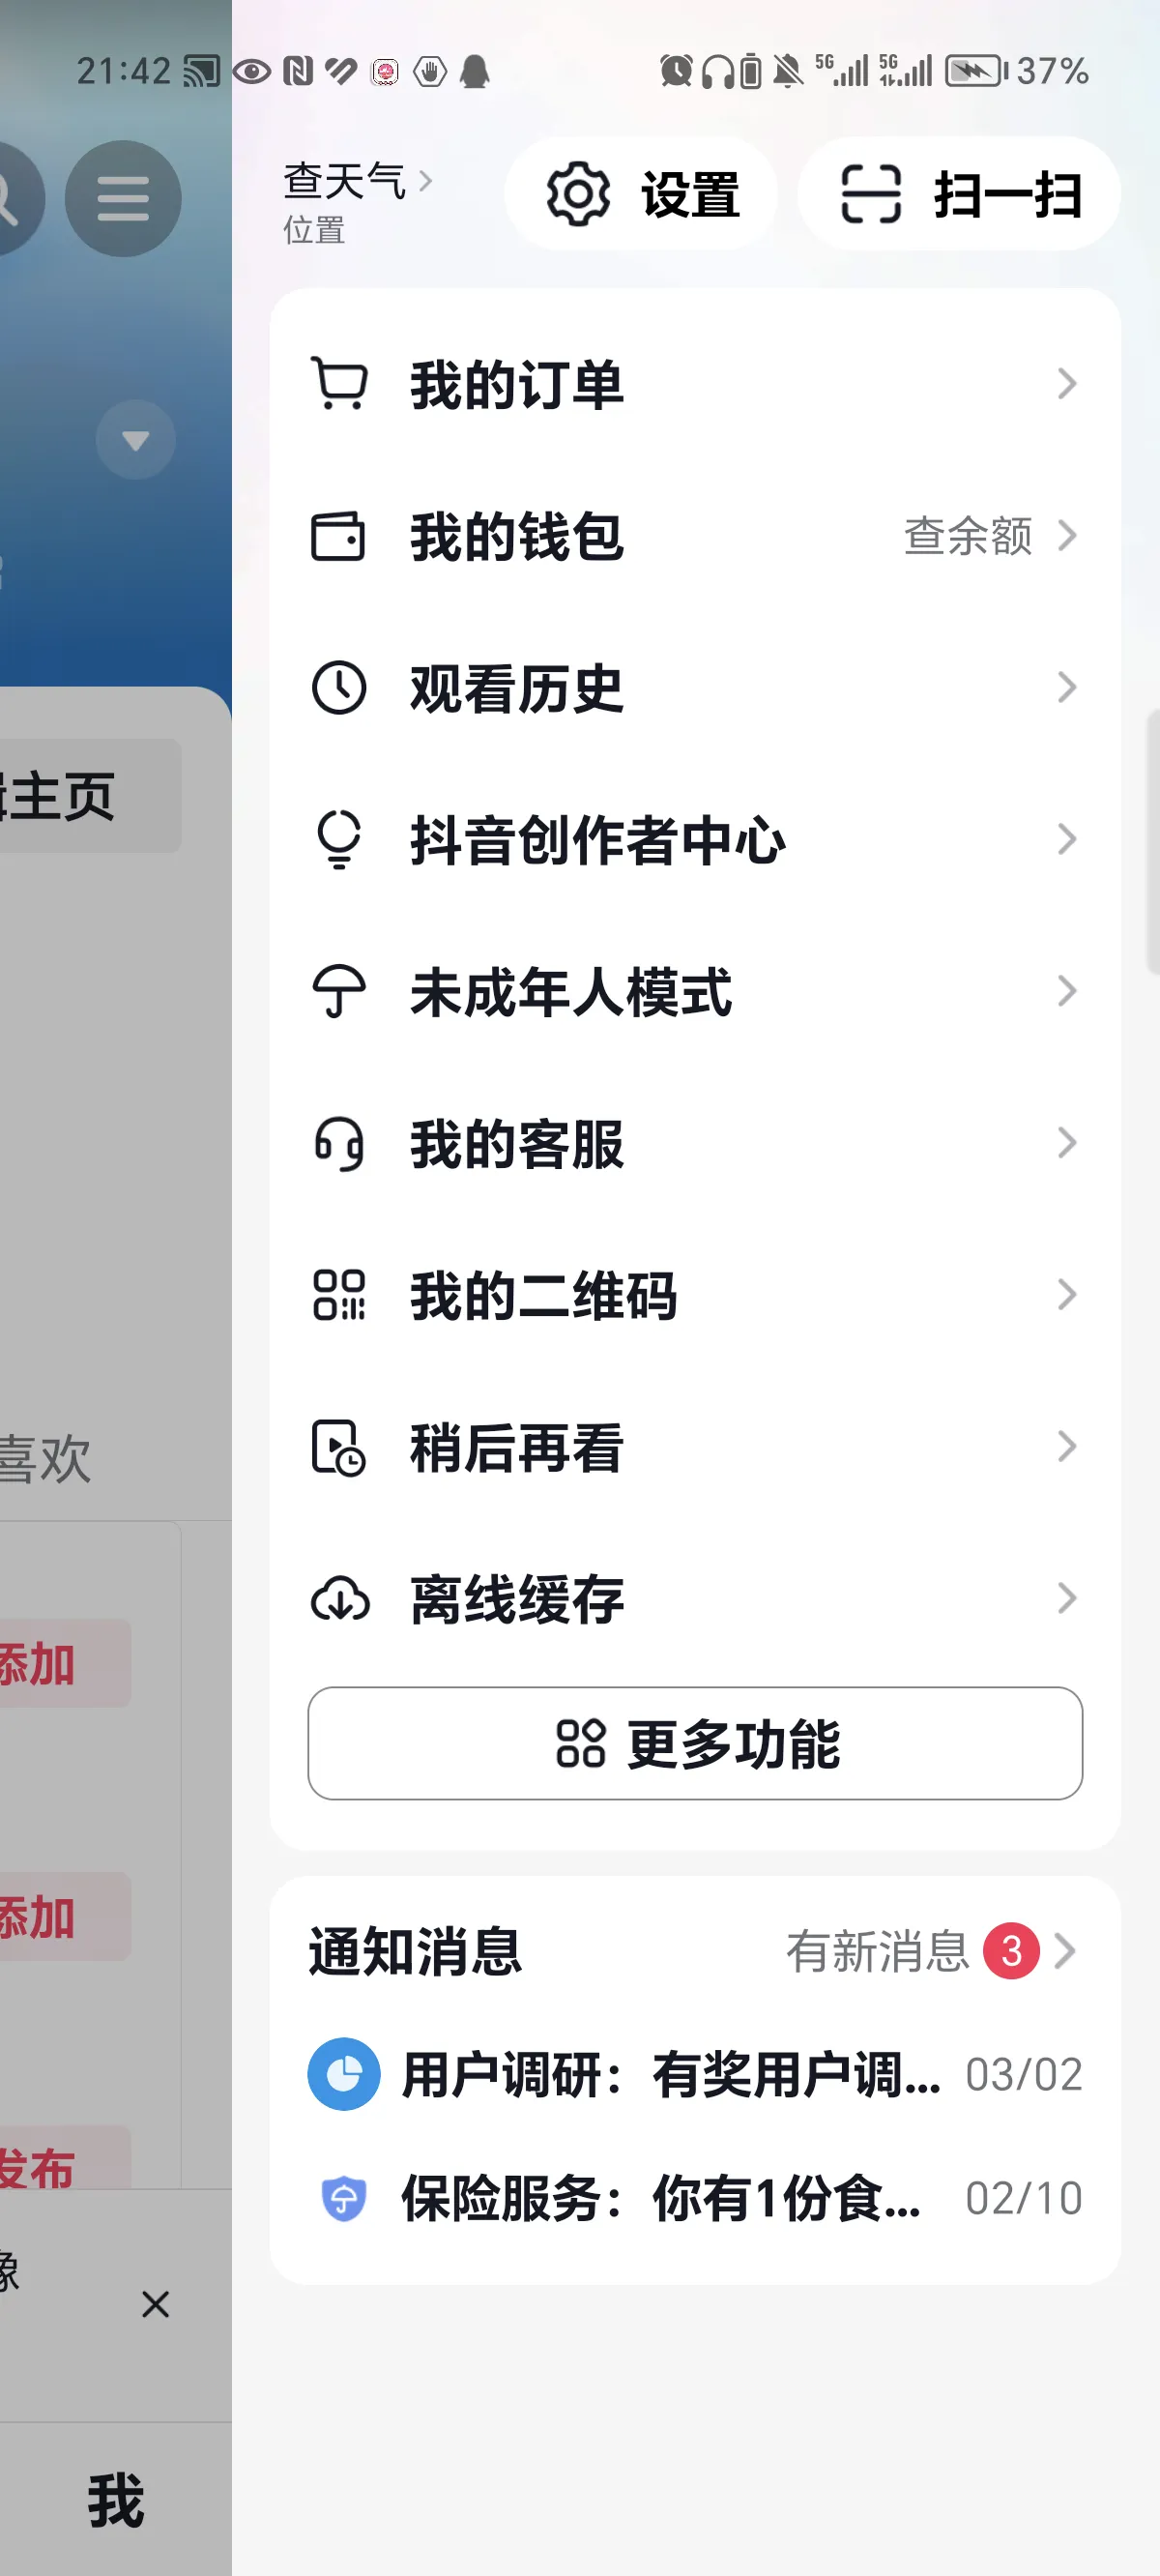 21:42
5G
5G
37%
查天气
位置
设置
扫一扫
我的订单
我的钱包
查余额
观看历史
抖音创作者中心
未成年人模式
我的客服
我的二维码
稍后再看
离线缓存
更多功能
通知消息
有新消息
3
用户调研：有奖用户调...
03/02
保险服务：你有1份食...
02/10
主页
喜欢
添加
添加
发布
像
我